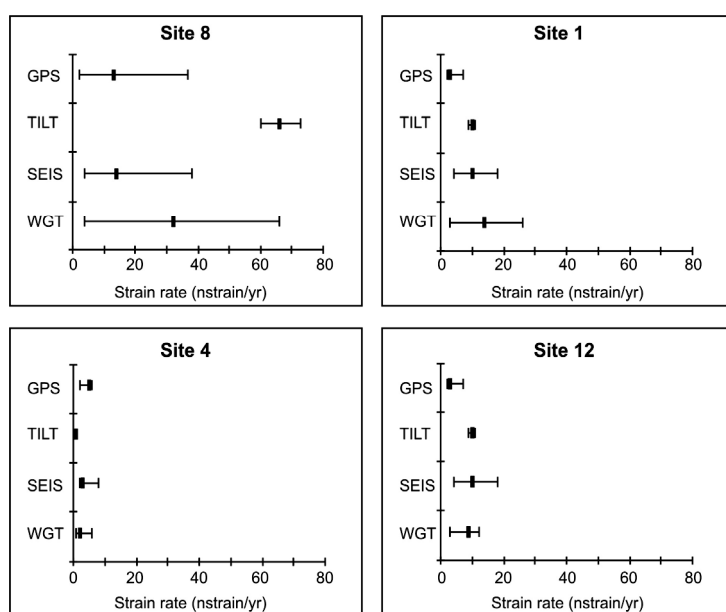 Site 8
GPS
TILT
SEIS
WGT
0 20 40 60 80
Strain rate (nstrain/yr)
Site 1
GPS
TILT
SEIS
WGT
0 20 40 60 80
Strain rate (nstrain/yr)
Site 4
GPS
TILT
SEIS
WGT
0 20 40 60 80
Strain rate (nstrain/yr)
Site 12
GPS
TILT
SEIS
WGT
0 20 40 60 80
Strain rate (nstrain/yr)